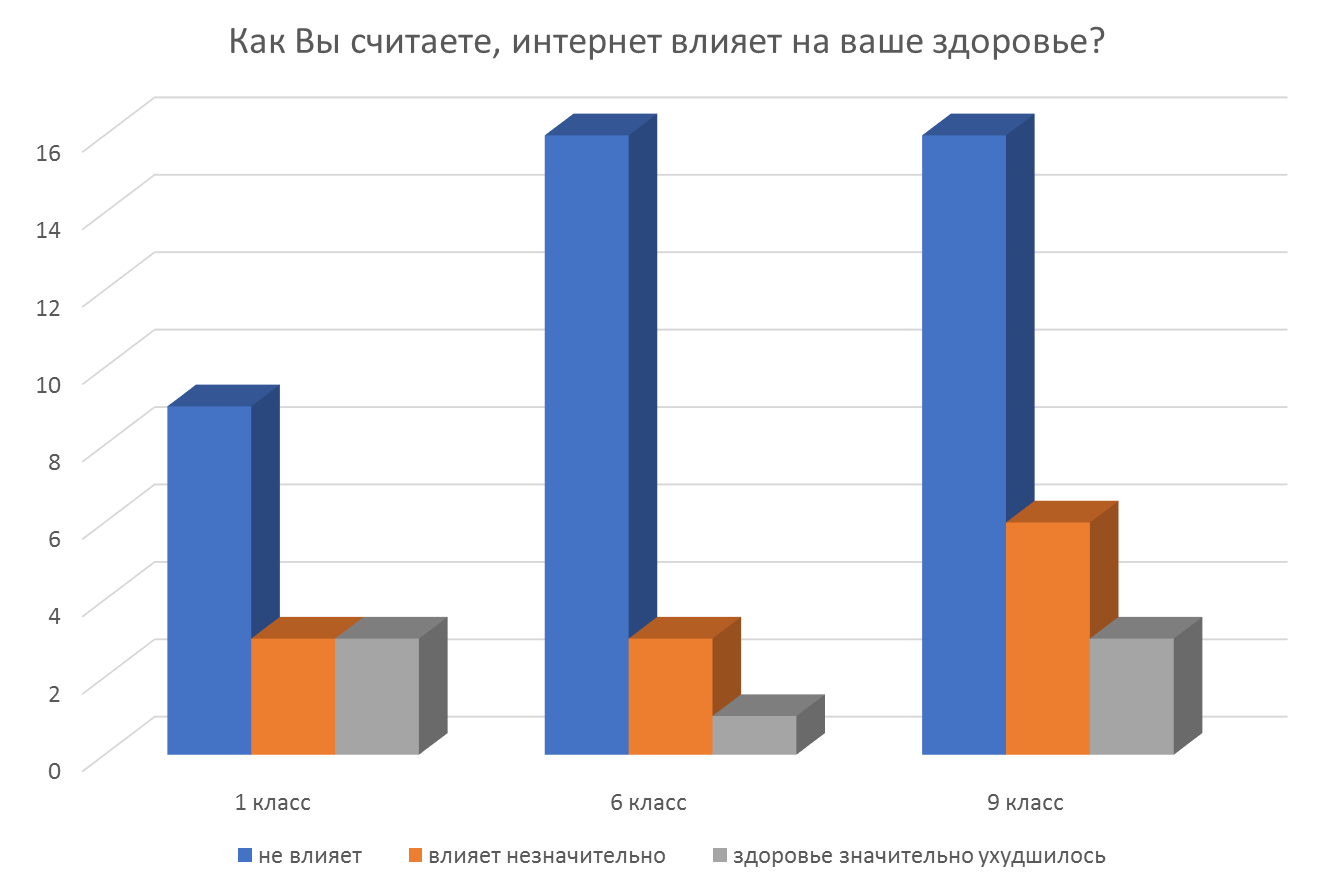 Как Вы считаете, интернет влияет на ваше здоровье?
16
14
12
10
8
6
4
2
0
1 класс
6 класс
9 класс
не влияет
влияет незначительно
здоровье значительно ухудшилось